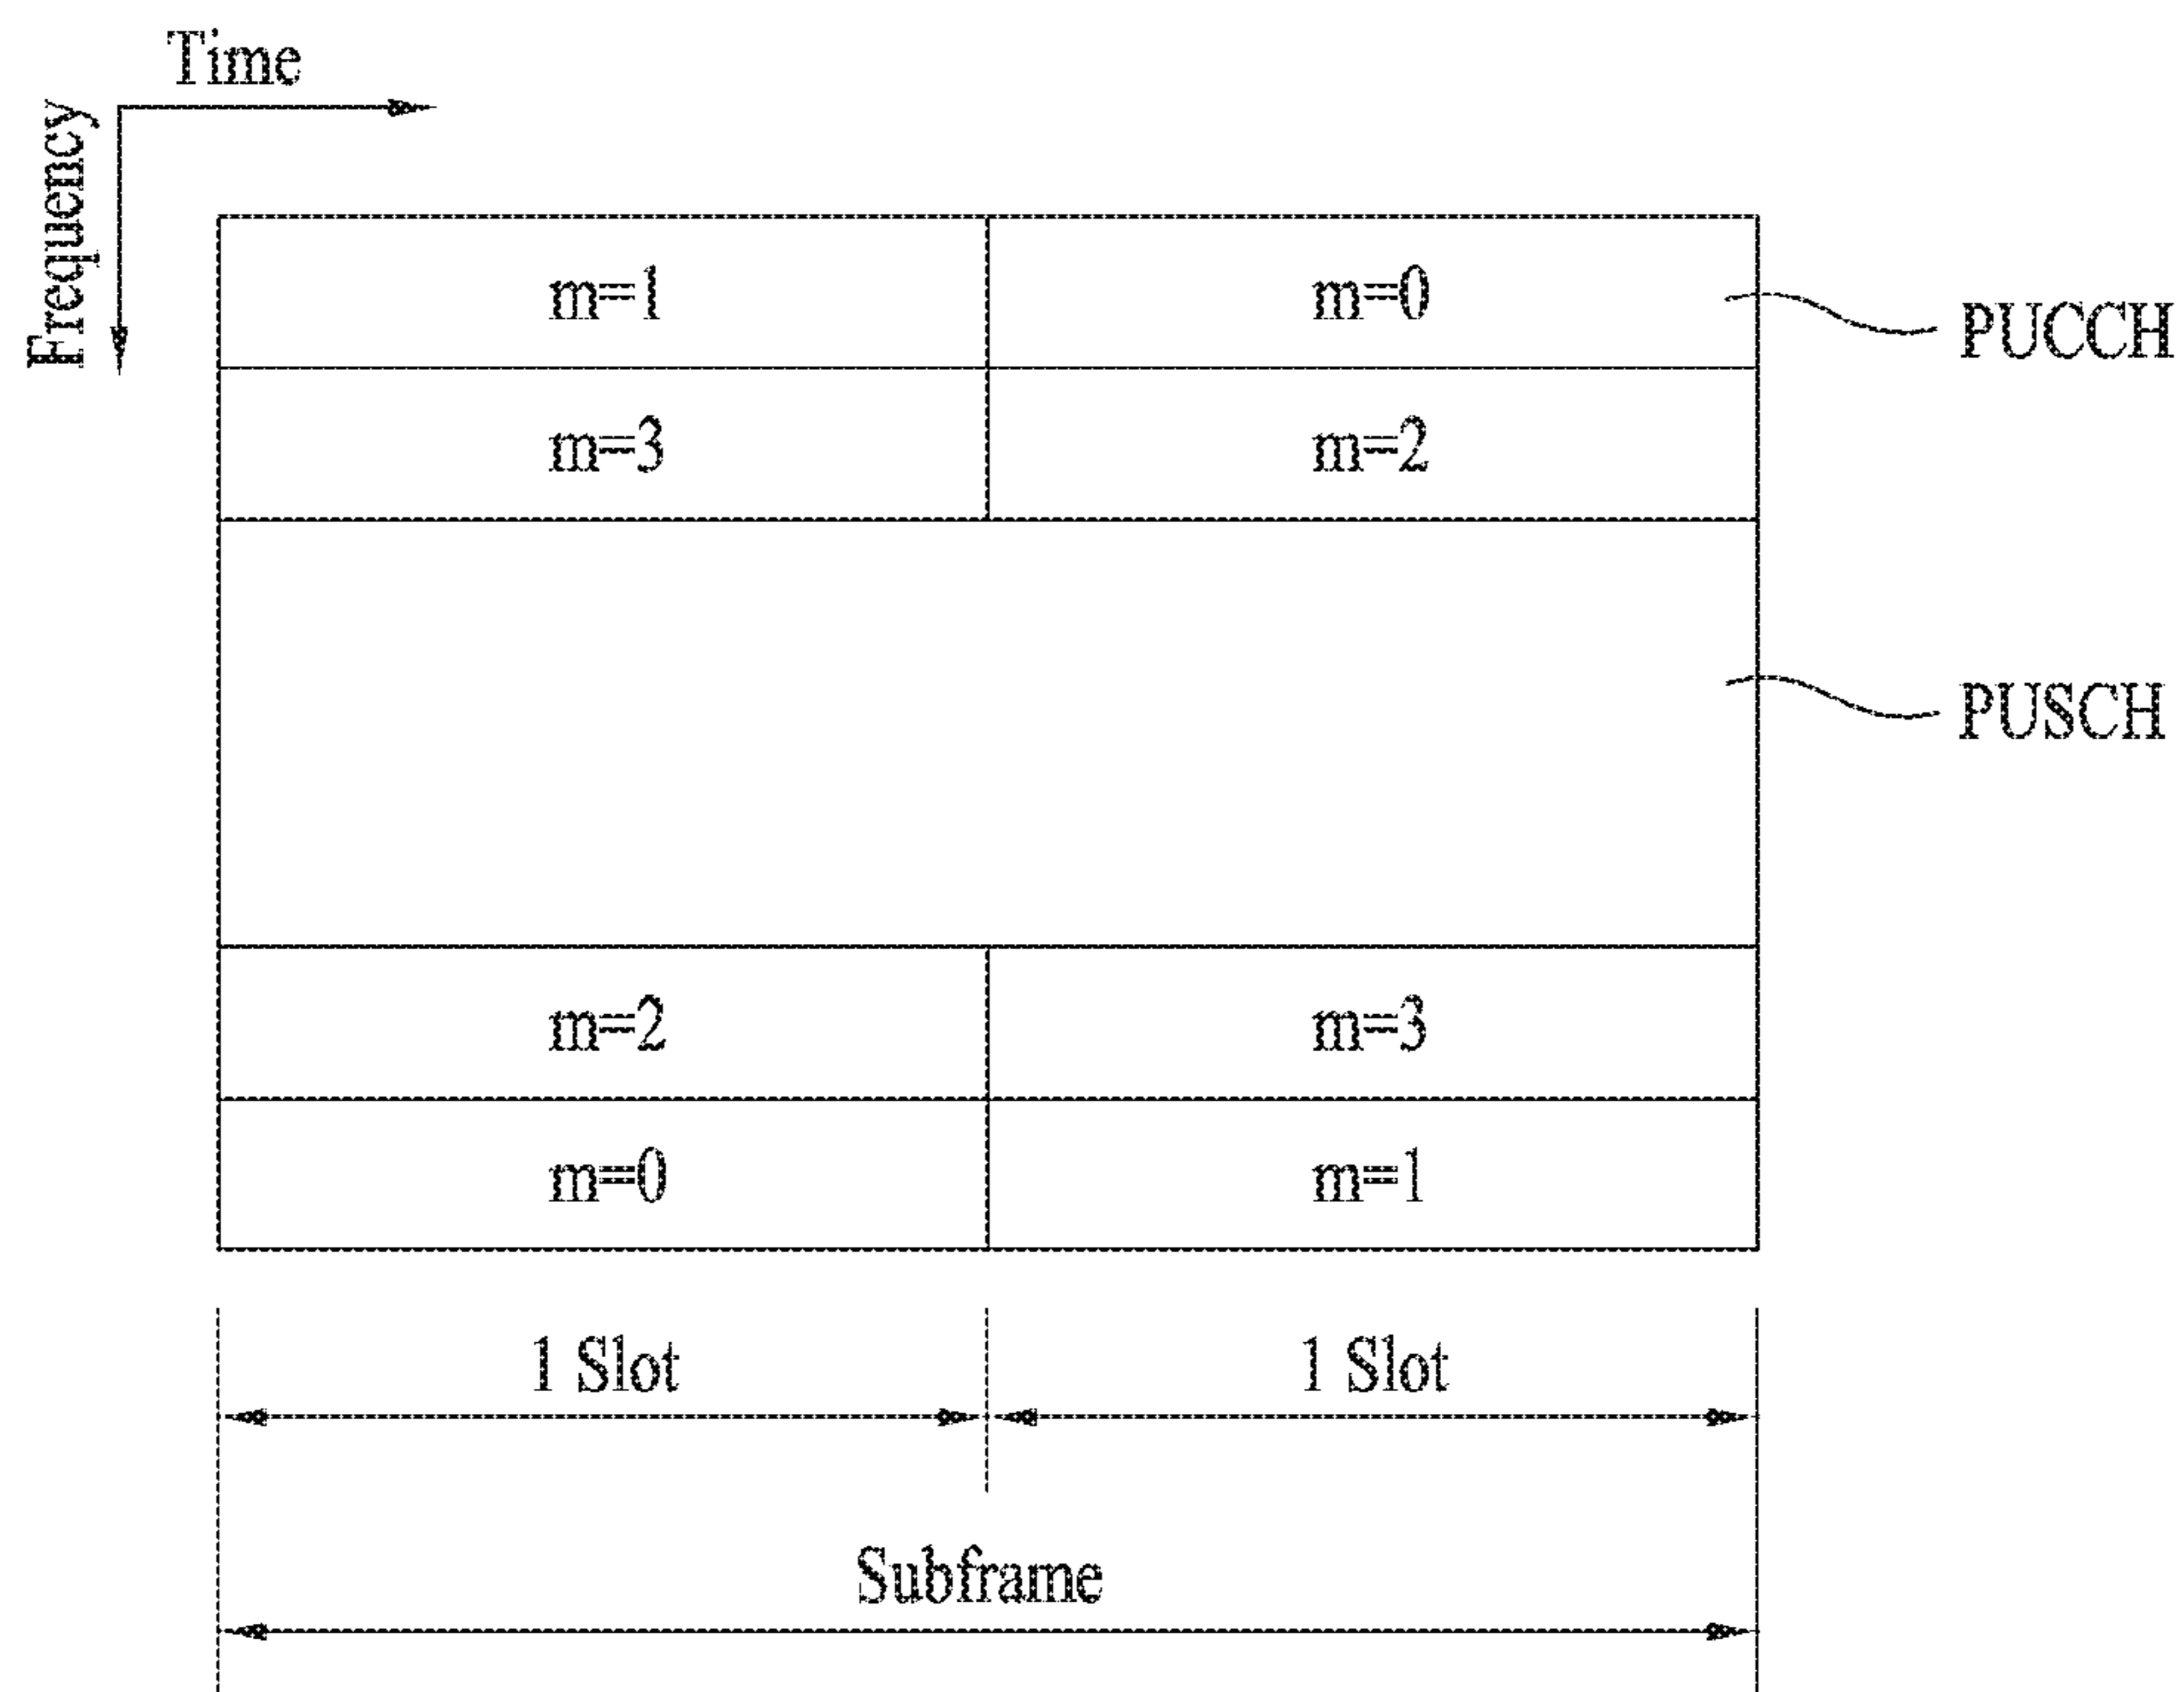 Time
Frequency
m=1
m=0
PUCCH
m=3
m=2
PUSCH
m=2
m=3
m=0
m=1
1 Slot
1 Slot
Subframe